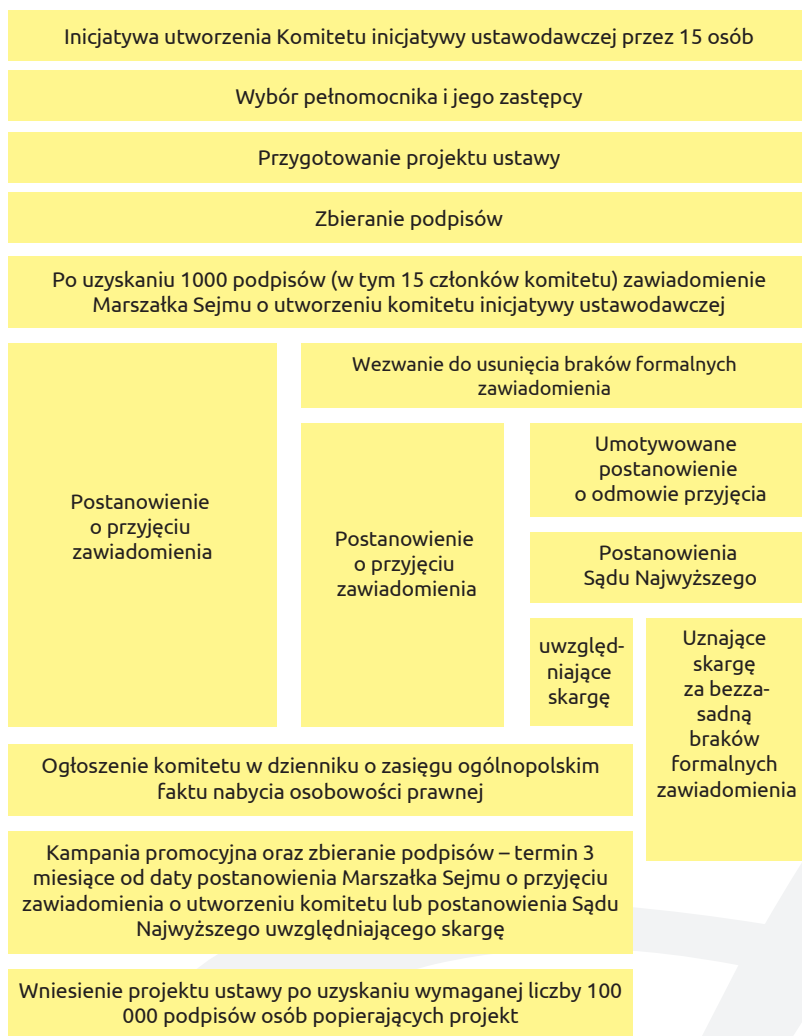 Inicjatywa utworzenia Komitetu inicjatywy ustawodawczej przez 15 osób
Wybór pełnomocnika i jego zastępcy
Przygotowanie projektu ustawy
Zbieranie podpisów
Po uzyskaniu 1000 podpisów (w tym 15 członków komitetu) zawiadomienie
Marszałka Sejmu o utworzeniu komitetu inicjatywy ustawodawczej
Postanowienie
o przyjęciu
zawiadomienia
Wezwanie do usunięcia braków formalnych
zawiadomienia
Postanowienie
o przyjęciu
zawiadomienia
Umotywowane
postanowienie
o odmowie przyjęcia
Postanowienia
Sądu Najwyższego
uwzględ-
niające
skargę
Uznające
skargę
za bezza-
sadną
braków
formalnych
zawiadomienia
Ogłoszenie komitetu w dzienniku o zasięgu ogólnopolskim
faktu nabycia osobowości prawnej
Kampania promocyjna oraz zbieranie podpisów – termin 3
miesiące od daty postanowienia Marszałka Sejmu o przyjęciu
zawiadomienia o utworzeniu komitetu lub postanowienia Sądu
Najwyższego uwzględniającego skargę
Wniesienie projektu ustawy po uzyskaniu wymaganej liczby 100
000 podpisów osób popierających projekt